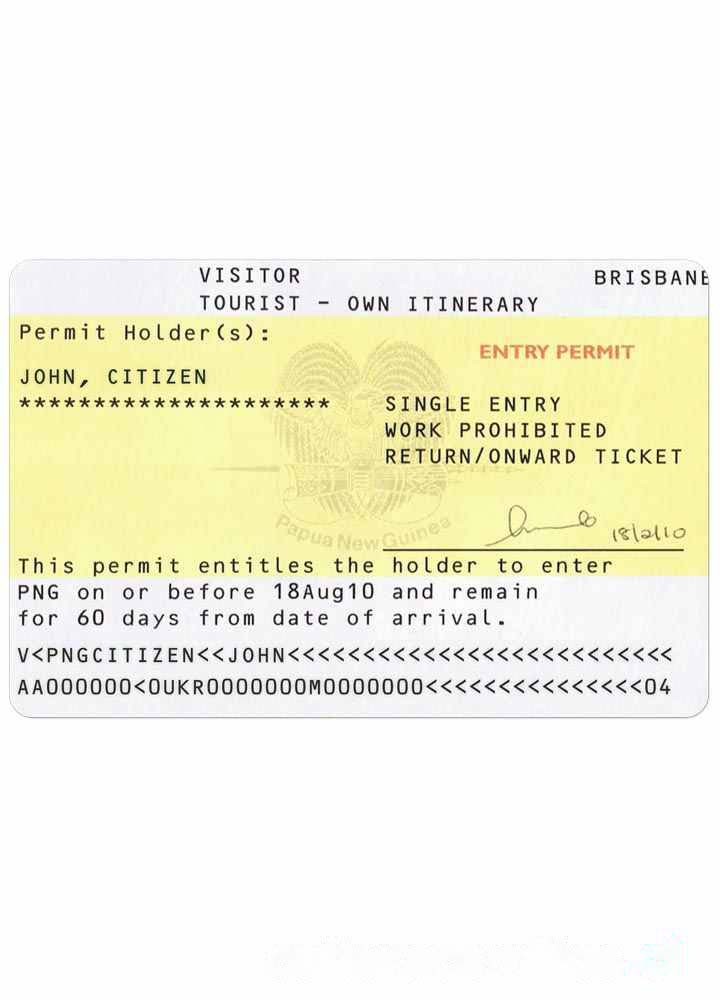 VISITOR BRISBANE
TOURIST - OWN ITINERARY
Permit Holder(s):
ENTRY PERMIT
JOHN, CITIZEN
********************* SINGLE ENTRY
WORK PROHIBITED
RETURN/ONWARD TICKET
Papua New Guinea
18/2/10
This permit entitles the holder to enter
PNG on or before 18Aug10 and remain
for 60 days from date of arrival.
V<PNGCITIZEN<<JOHN<<<<<<<<<<<<<<<<<<<<<<<<<<
AA000000<0UKR0000000M0000000<<<<<<<<<<<<<<04